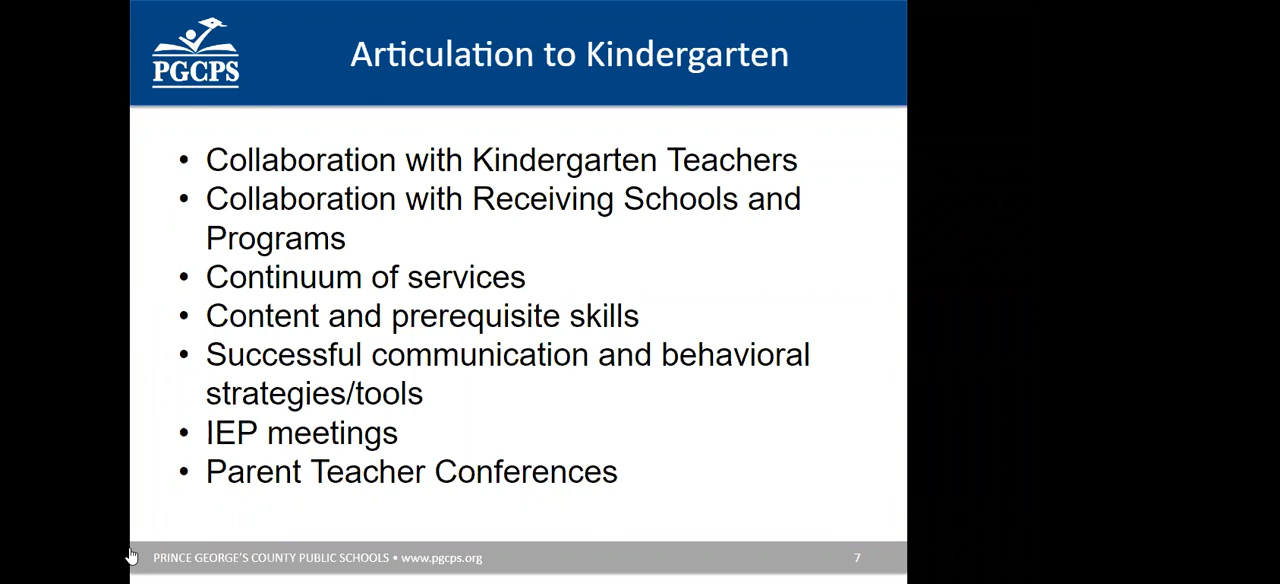 PGCPS
Articulation to Kindergarten
• Collaboration with Kindergarten Teachers
• Collaboration with Receiving Schools and
Programs
• Continuum of services
• Content and prerequisite skills
• Successful communication and behavioral
strategies/tools
• IEP meetings
• Parent Teacher Conferences
PRINCE GEORGE'S COUNTY PUBLIC SCHOOLS • www.pgcps.org
7